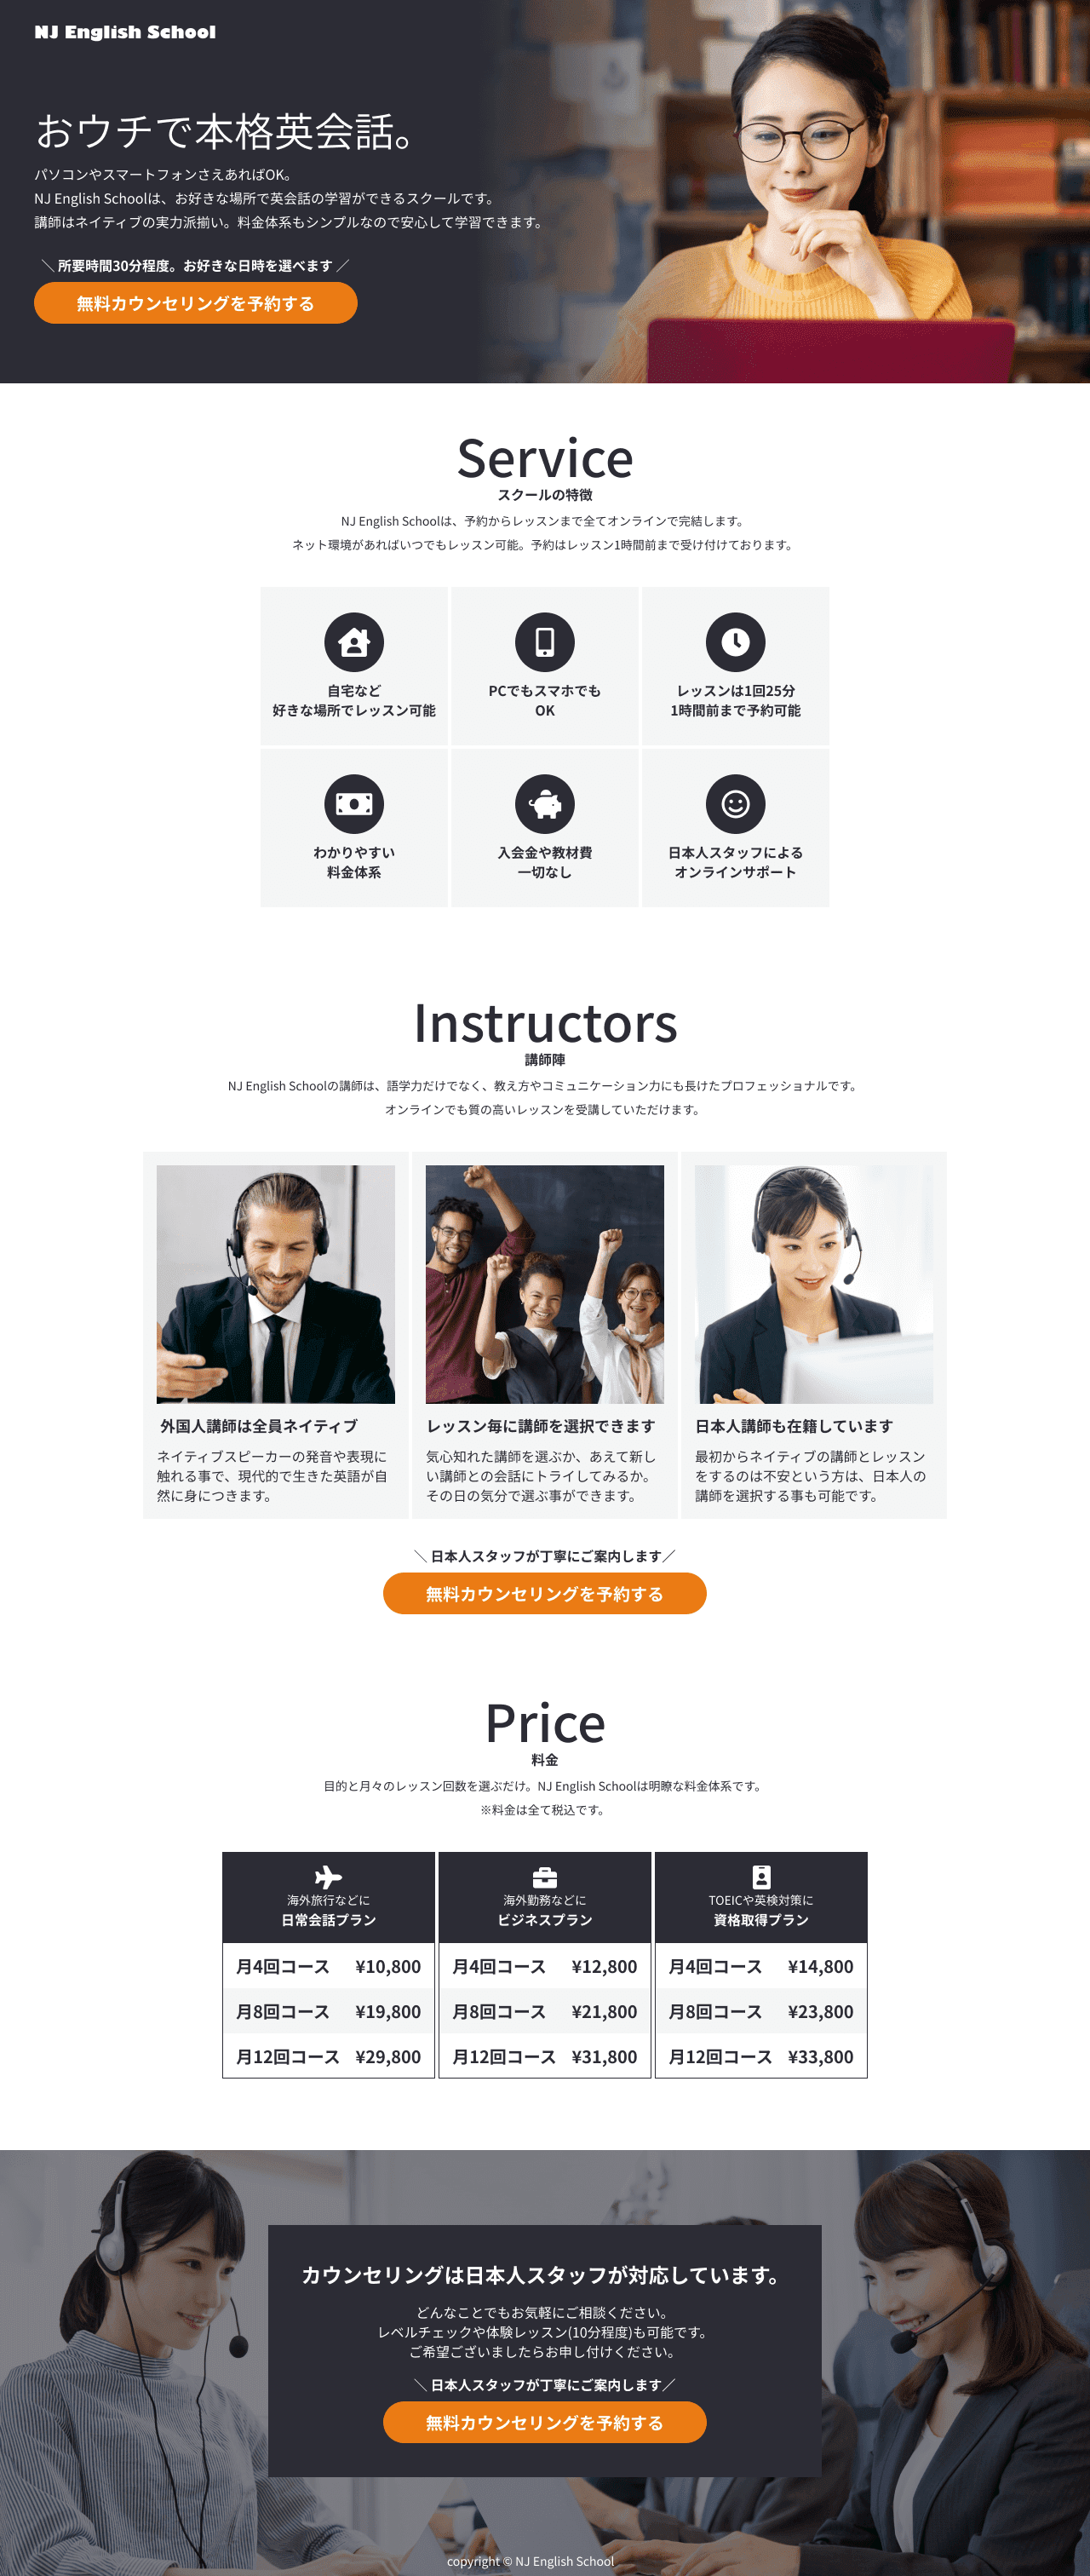 NJ English School
おウチで本格英会話。
パソコンやスマートフォンさえあればOK。
NJ English Schoolは、お好きな場所で英会話の学習ができるスクールです。
講師はネイティブの実力派揃い。料金体系もシンプルなので安心して学習できます。
＼ 所要時間30分程度。お好きな日時を選べます ／
無料カウンセリングを予約する
Service
スクールの特徴
NJ English Schoolは、予約からレッスンまで全てオンラインで完結します。
ネット環境があればいつでもレッスン可能。予約はレッスン1時間前まで受け付けております。
自宅など
好きな場所でレッスン可能
PCでもスマホでも
OK
レッスンは1回25分
1時間前まで予約可能
わかりやすい
料金体系
入会金や教材費
一切なし
日本人スタッフによる
オンラインサポート
Instructors
講師陣
NJ English Schoolの講師は、語学力だけでなく、教え方やコミュニケーション力にも長けたプロフェッショナルです。
オンラインでも質の高いレッスンを受講していただけます。
外国人講師は全員ネイティブ
ネイティブスピーカーの発音や表現に
触れる事で、現代的で生きた英語が自
然に身につきます。
レッスン毎に講師を選択できます
気心知れた講師を選ぶか、あえて新し
い講師との会話にトライしてみるか。
その日の気分で選ぶ事ができます。
日本人講師も在籍しています
最初からネイティブの講師とレッスン
をするのは不安という方は、日本人の
講師を選択する事も可能です。
＼ 日本人スタッフが丁寧にご案内します／
無料カウンセリングを予約する
Price
料金
目的と月々のレッスン回数を選ぶだけ。NJ English Schoolは明瞭な料金体系です。
※料金は全て税込です。
海外旅行などに
日常会話プラン
月4回コース ¥10,800
月8回コース ¥19,800
月12回コース ¥29,800
海外勤務などに
ビジネスプラン
月4回コース ¥12,800
月8回コース ¥21,800
月12回コース ¥31,800
TOEICや英検対策に
資格取得プラン
月4回コース ¥14,800
月8回コース ¥23,800
月12回コース ¥33,800
カウンセリングは日本人スタッフが対応しています。
どんなことでもお気軽にご相談ください。
レベルチェックや体験レッスン(10分程度)も可能です。
ご希望ございましたらお申し付けください。
＼ 日本人スタッフが丁寧にご案内します／
無料カウンセリングを予約する
copyright © NJ English School